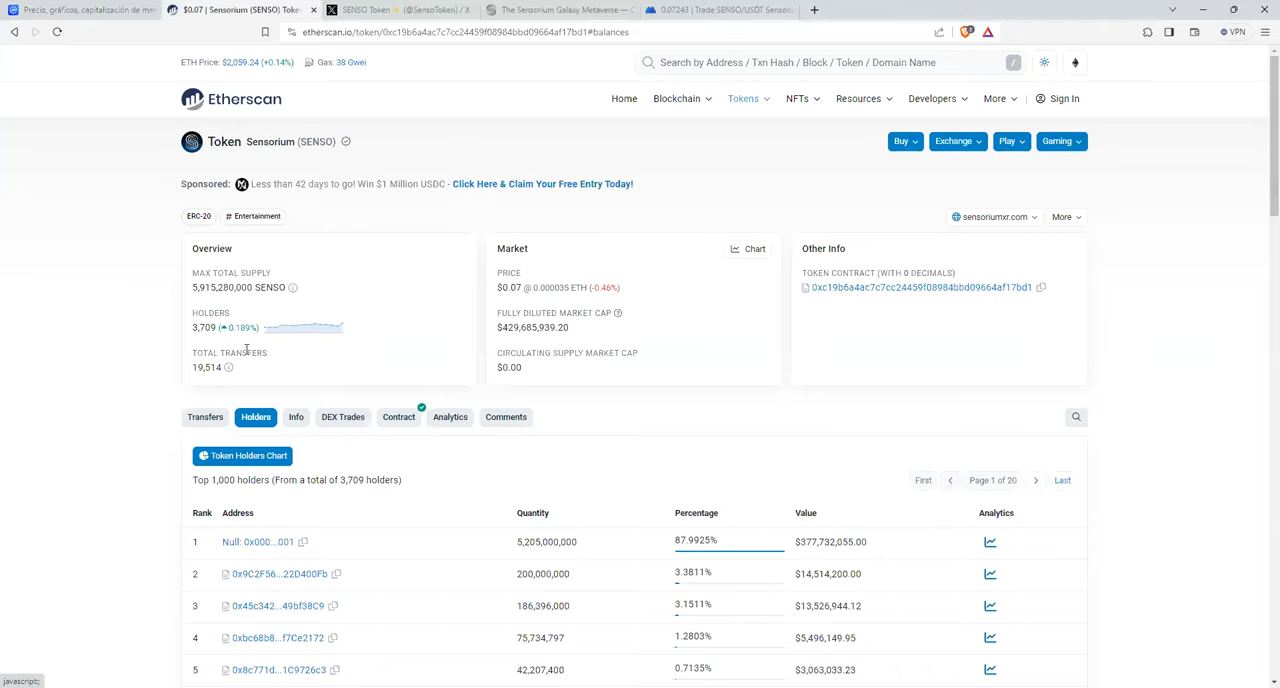 Precio, gráficos, capitalización de mer
$0.07 | Sensorium (SENSO) Toke
SENSO Token (@SensoToken) / X
The Sensorium Galaxy Metaverse —
0.07243 | Trade SENSO/USDT Sensori
etherscan.io/token/0xc19b6a4ac7c7cc24459f08984bbd09664af17bd1#balances
VPN
ETH Price: $2,059.24 (+0.14%) Gas: 38 Gwei
Search by Address / Txn Hash / Block / Token / Domain Name
/
Etherscan
Home Blockchain Tokens NFTs Resources Developers More Sign In
Token Sensorium (SENSO)
Buy Exchange Play Gaming
Sponsored: Less than 42 days to go! Win $1 Million USDC - Click Here & Claim Your Free Entry Today!
ERC-20 # Entertainment
sensoriumxr.com More
Overview
MAX TOTAL SUPPLY
5,915,280,000 SENSO
HOLDERS
3,709 (0.189%)
TOTAL TRANSFERS
19,514
Market
Chart
PRICE
$0.07 @ 0.000035 ETH (-0.46%)
FULLY DILUTED MARKET CAP
$429,685,939.20
CIRCULATING SUPPLY MARKET CAP
$0.00
Other Info
TOKEN CONTRACT (WITH 0 DECIMALS)
0xc19b6a4ac7c7cc24459f08984bbd09664af17bd1
Transfers Holders Info DEX Trades Contract Analytics Comments
Token Holders Chart
Top 1,000 holders (From a total of 3,709 holders)
First Page 1 of 20 Last
Rank Address Quantity Percentage Value Analytics
1 Null: 0x000...001 5,205,000,000 87.9925% $377,732,055.00
2 0x9C2F56...22D400Fb 200,000,000 3.3811% $14,514,200.00
3 0x45c342...49bf38C9 186,396,000 3.1511% $13,526,944.12
4 0xbc68b8...f7Ce2172 75,734,797 1.2803% $5,496,149.95
5 0x8c771d...1C9726c3 42,207,400 0.7135% $3,063,033.23
javascript:;